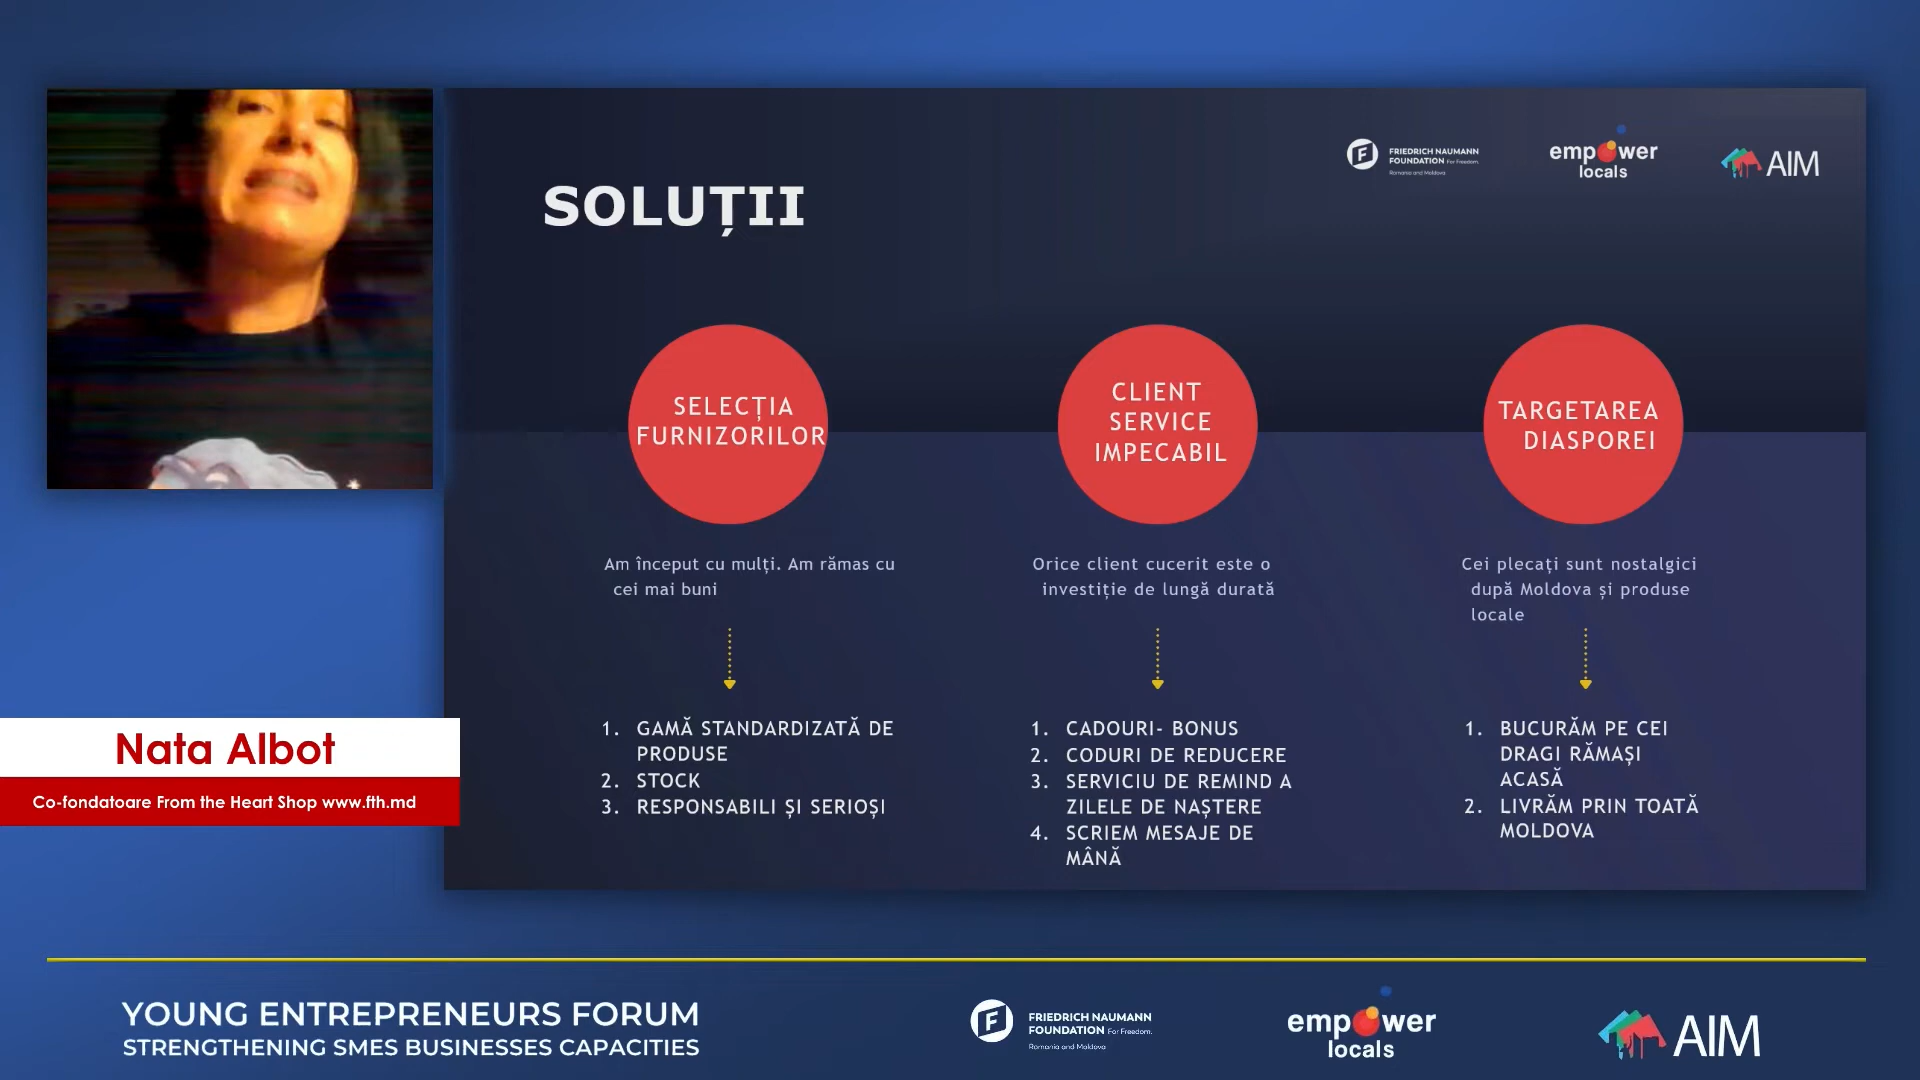 FRIEDRICH NAUMANN
FOUNDATION For Freedom.
Romania and Moldova
empower
locals
AIM
SOLUȚII
SELECȚIA
FURNIZORILOR
Am început cu mulți. Am rămas cu
cei mai buni
1. GAMĂ STANDARDIZATĂ DE
PRODUSE
2. STOCK
3. RESPONSABILI ȘI SERIOȘI
CLIENT
SERVICE
IMPECABIL
Orice client cucerit este o
investiție de lungă durată
1. CADOURI- BONUS
2. CODURI DE REDUCERE
3. SERVICIU DE REMIND A
ZILELE DE NAȘTERE
4. SCRIEM MESAJE DE
MÂNĂ
TARGETAREA
DIASPOREI
Cei plecați sunt nostalgici
după Moldova și produse
locale
1. BUCURĂM PE CEI
DRAGI RĂMAȘI
ACASĂ
2. LIVRĂM PRIN TOATĂ
MOLDOVA
Nata Albot
Co-fondatoare From the Heart Shop www.fth.md
YOUNG ENTREPRENEURS FORUM
STRENGTHENING SMES BUSINESSES CAPACITIES
FRIEDRICH NAUMANN
FOUNDATION For Freedom.
Romania and Moldova
empower
locals
AIM